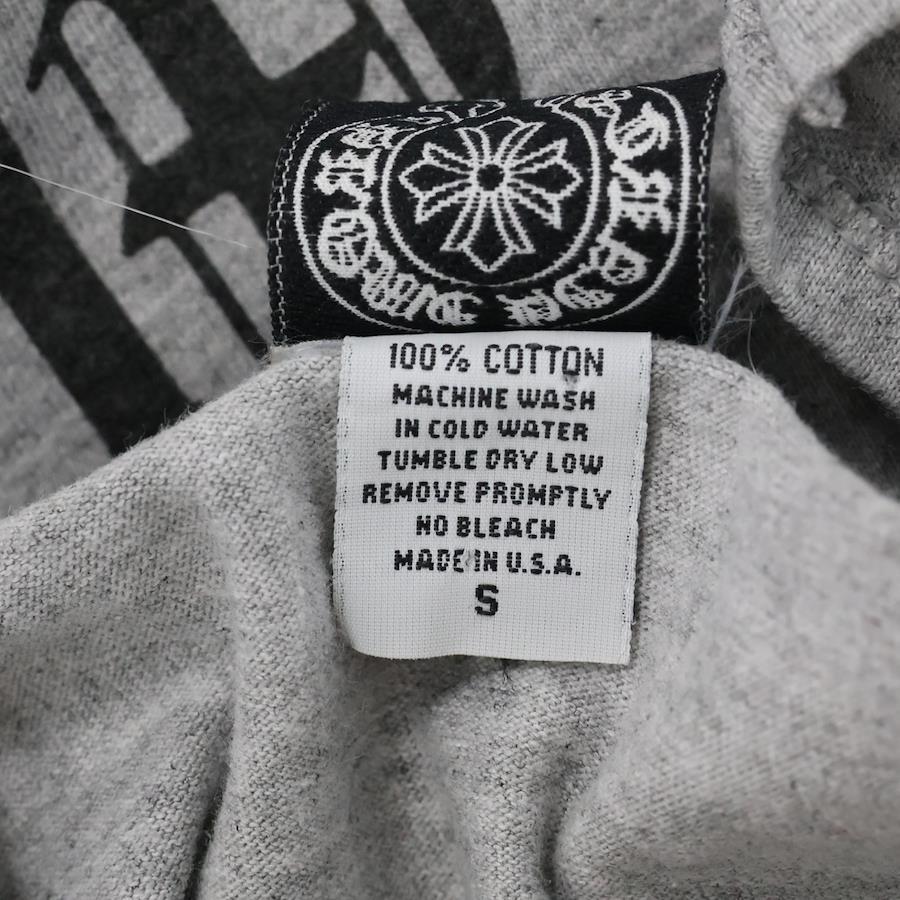 100% COTTON
MACHINE WASH
IN COLD WATER
TUMBLE DRY LOW
REMOVE PROMPTLY
NO BLEACH
MADE IN U.S.A.
S